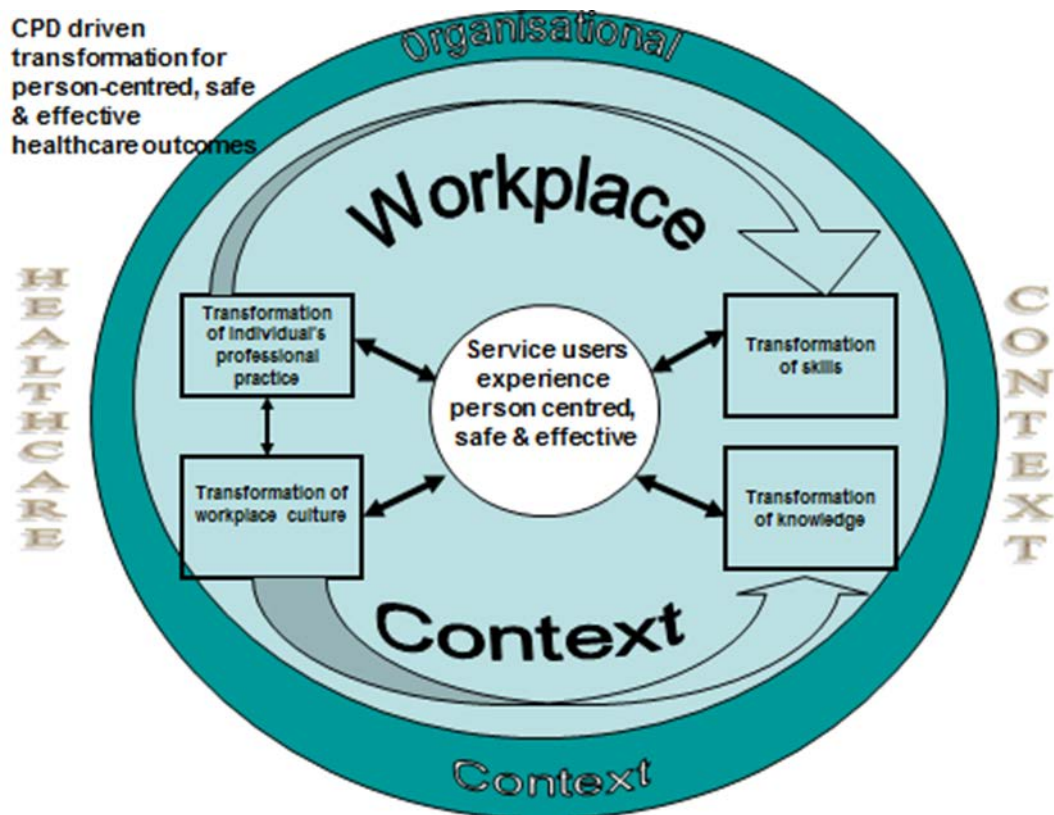 CPD driven
transformation for
person-centred, safe
& effective
healthcare outcomes
Organisational
Workplace
HEALTHCARE
CONTEXT
Transformation
of individual's
professional
practice
Service users
experience
person centred,
safe & effective
Transformation
of skills
Transformation of
workplace culture
Transformation
of knowledge
Context
Context